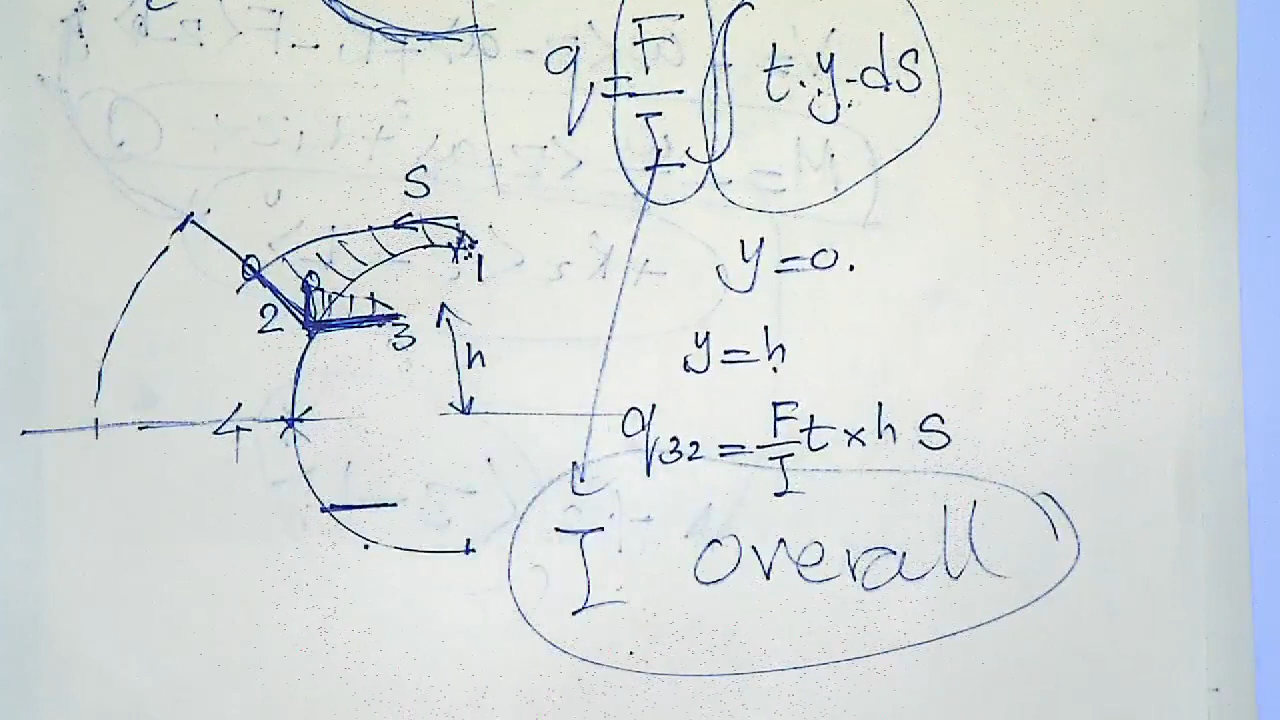 q = F/I ∫ t.y.ds
S
1
2
3
h
4
y=0.
y=h
q32 = F/I t×h S
I overall